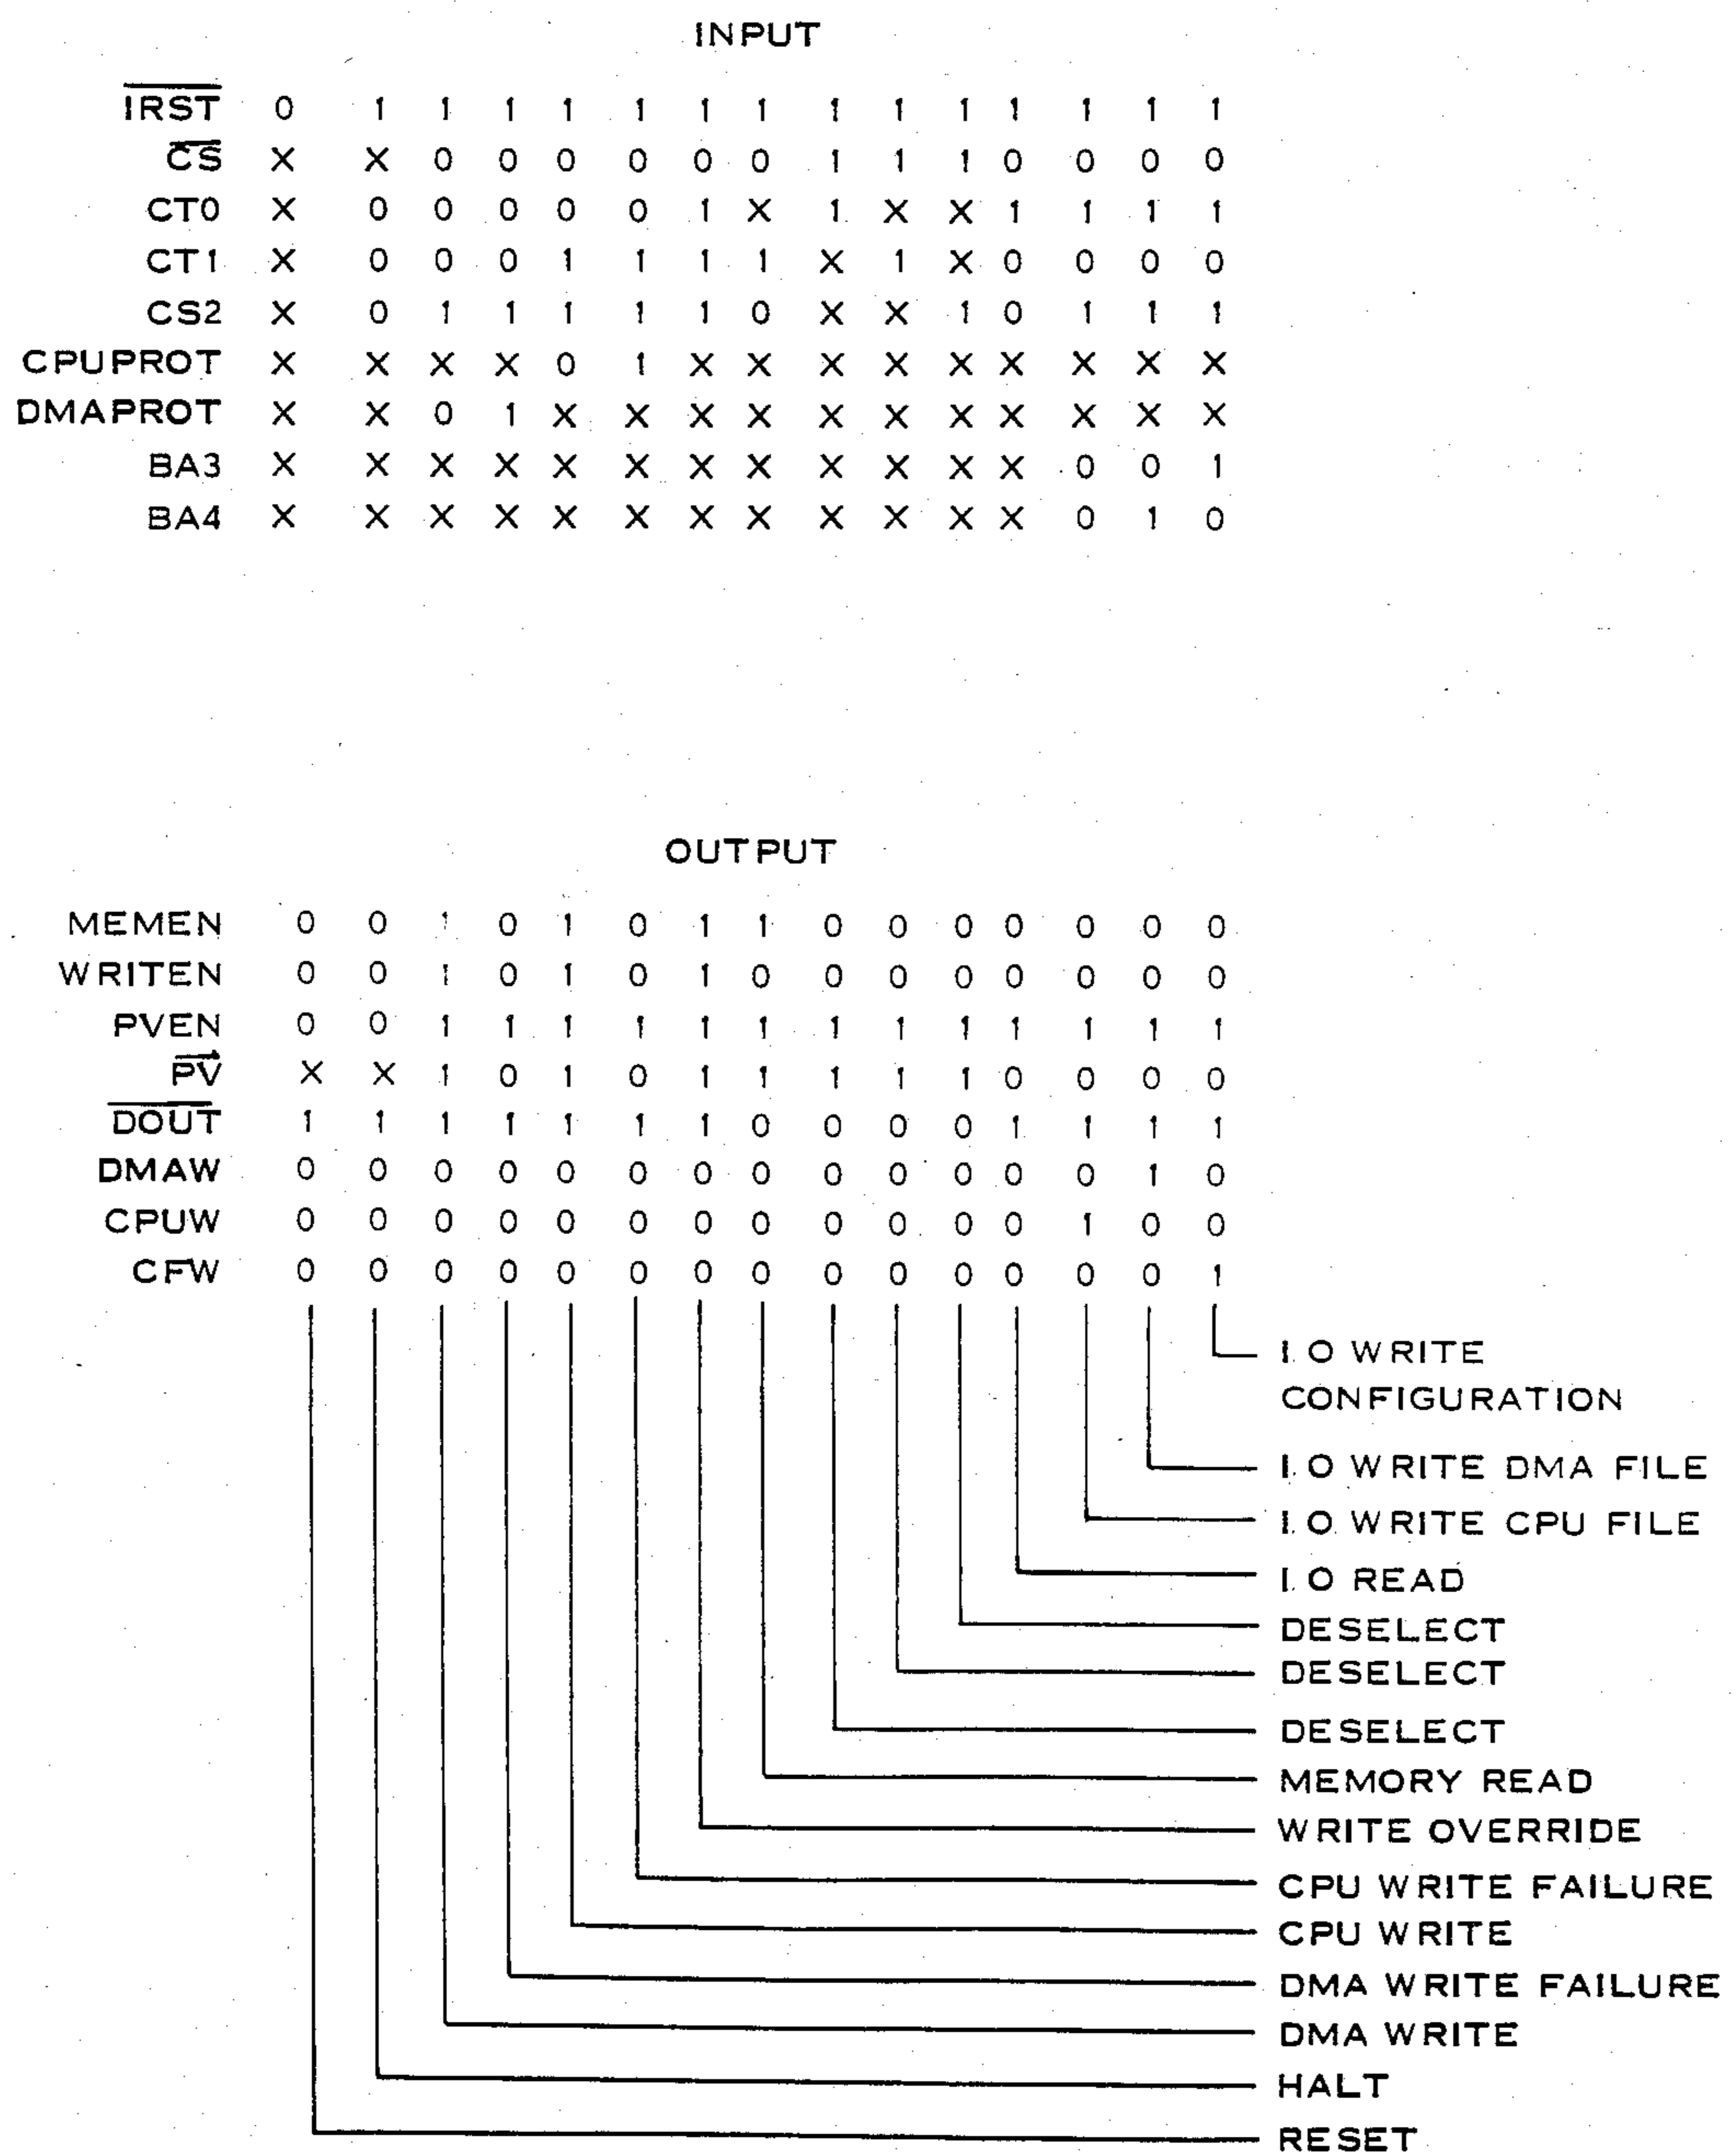 INPUT
IRST 0 1 1 1 1 1 1 1 1 1 1 1 1 1 1
CS X X 0 0 0 0 0 0 1 1 1 0 0 0 0
CT0 X 0 0 0 0 0 1 X 1 X X 1 1 1 1
CT1 X 0 0 0 1 1 1 1 X 1 X 0 0 0 0
CS2 X 0 1 1 1 1 1 0 X X 1 0 1 1 1
CPUPROT X X X X 0 1 X X X X X X X X X
DMAPROT X X 0 1 X X X X X X X X X X X
BA3 X X X X X X X X X X X X 0 0 1
BA4 X X X X X X X X X X X X 0 1 0
OUTPUT
MEMEN 0 0 1 0 1 0 1 1 0 0 0 0 0 0 0
WRITEN 0 0 1 0 1 0 1 0 0 0 0 0 0 0 0
PVEN 0 0 1 1 1 1 1 1 1 1 1 1 1 1 1
PV X X 1 0 1 0 1 1 1 1 1 0 0 0 0
DOUT 1 1 1 1 1 1 1 0 0 0 0 1 1 1 1
DMAW 0 0 0 0 0 0 0 0 0 0 0 0 0 1 0
CPUW 0 0 0 0 0 0 0 0 0 0 0 0 1 0 0
CFW 0 0 0 0 0 0 0 0 0 0 0 0 0 0 1
I.O WRITE
CONFIGURATION
I.O WRITE DMA FILE
I.O WRITE CPU FILE
I.O READ
DESELECT
DESELECT
DESELECT
MEMORY READ
WRITE OVERRIDE
CPU WRITE FAILURE
CPU WRITE
DMA WRITE FAILURE
DMA WRITE
HALT
RESET